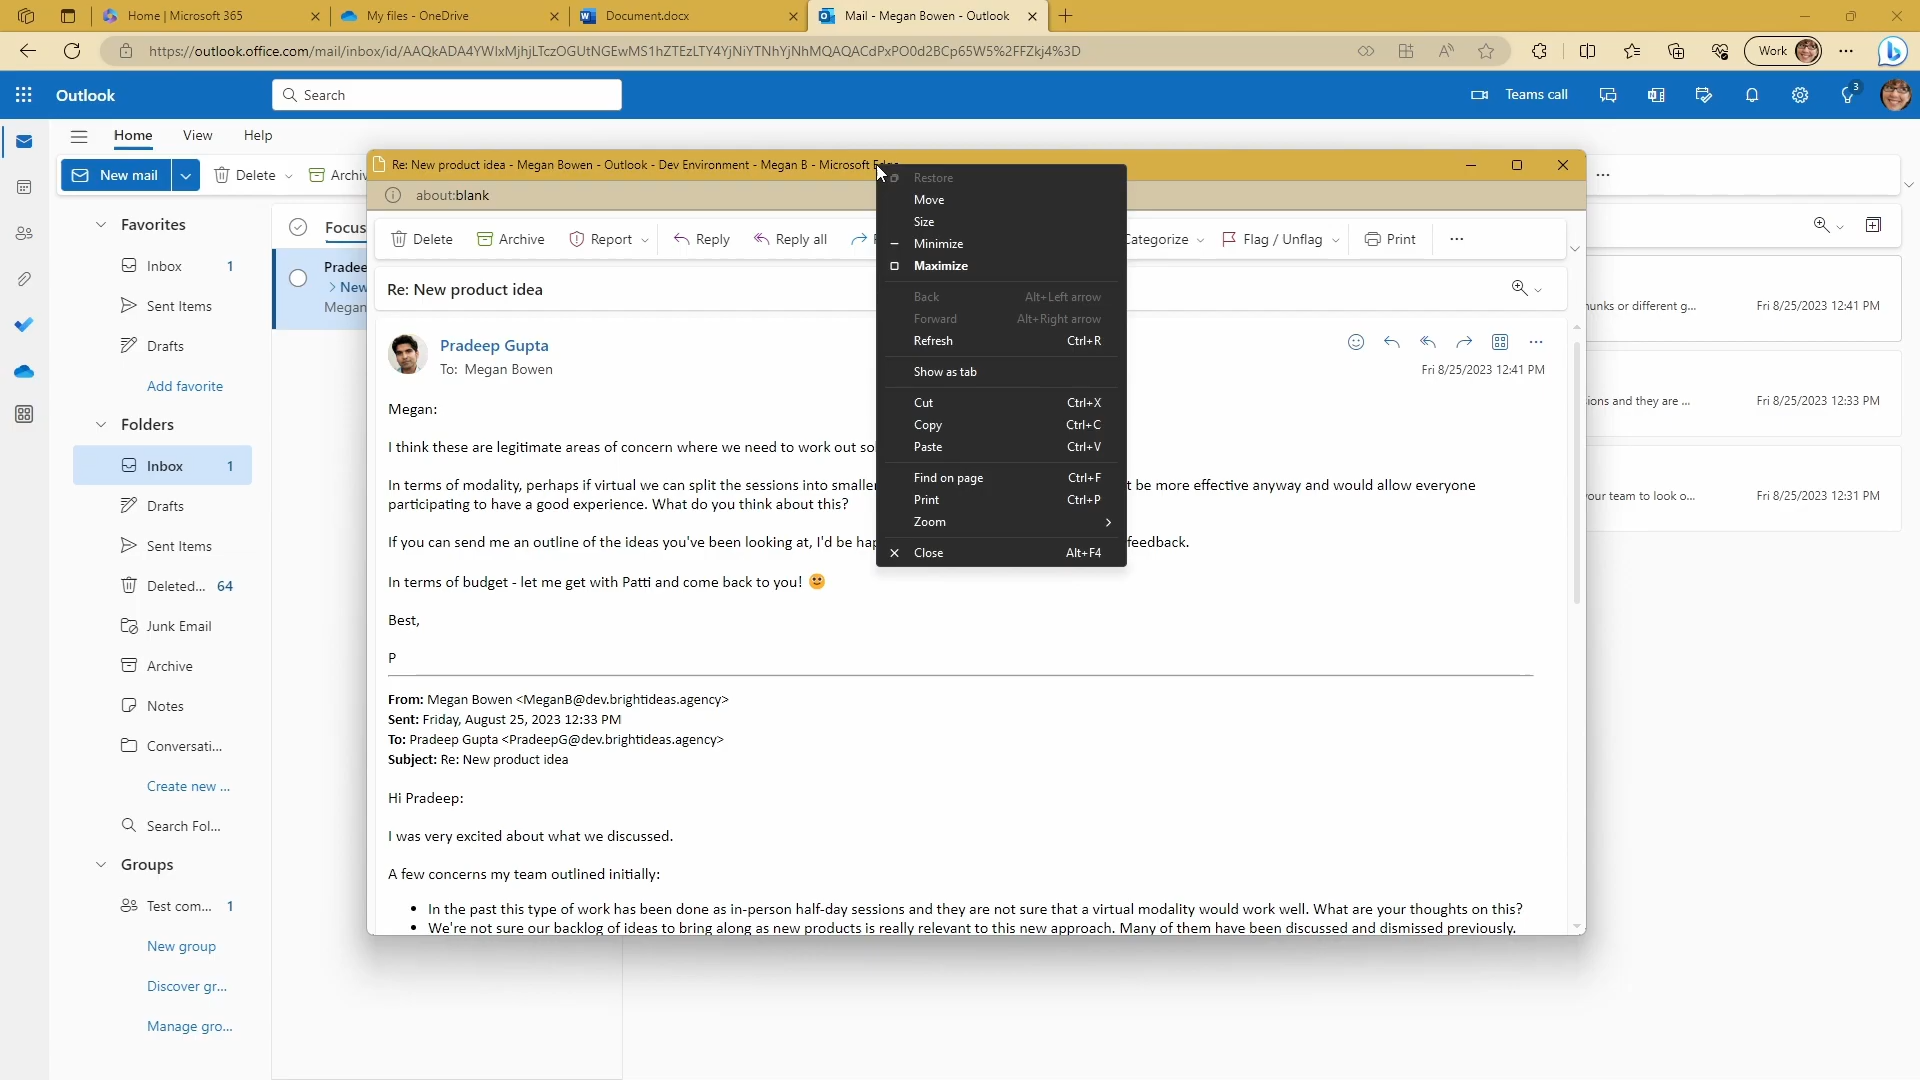 Home | Microsoft 365
My files - OneDrive
Document.docx
Mail - Megan Bowen - Outlook
https://outlook.office.com/mail/inbox/id/
Work
Outlook
Search
Teams call
3
Home
View
Help
New mail
Delete
Archiv
Favorites
Inbox 1
Sent Items
Drafts
Add favorite
Folders
Inbox 1
Drafts
Sent Items
Deleted... 64
Junk Email
Archive
Notes
Conversati...
Create new ...
Search Fol...
Groups
Test com... 1
New group
Discover gr...
Manage gro...
Focus
Pradee
New
Megan
Re: New product idea - Megan Bowen - Outlook - Dev Environment - Megan B - Microsoft Edge
about:blank
Delete
Archive
Report
Reply
Reply all
Categorize
Flag / Unflag
Print
Re: New product idea
Pradeep Gupta
To: Megan Bowen
Fri 8/25/2023 12:41 PM
Megan:
I think these are legitimate areas of concern where we need to work out so
In terms of modality, perhaps if virtual we can split the sessions into smaller t be more effective anyway and would allow everyone
participating to have a good experience. What do you think about this?
If you can send me an outline of the ideas you've been looking at, I'd be hap feedback.
In terms of budget - let me get with Patti and come back to you! 🙂
Best,
P
From: Megan Bowen <MeganB@dev.brightideas.agency>
Sent: Friday, August 25, 2023 12:33 PM
To: Pradeep Gupta <PradeepG@dev.brightideas.agency>
Subject: Re: New product idea
Hi Pradeep:
I was very excited about what we discussed.
A few concerns my team outlined initially:
• In the past this type of work has been done as in-person half-day sessions and they are not sure that a virtual modality would work well. What are your thoughts on this?
• We're not sure our backlog of ideas to bring along as new products is really relevant to this new approach. Many of them have been discussed and dismissed previously.
Restore
Move
Size
Minimize
Maximize
Back Alt+Left arrow
Forward Alt+Right arrow
Refresh Ctrl+R
Show as tab
Cut Ctrl+X
Copy Ctrl+C
Paste Ctrl+V
Find on page Ctrl+F
Print Ctrl+P
Zoom
Close Alt+F4
unks or different g... Fri 8/25/2023 12:41 PM
ions and they are ... Fri 8/25/2023 12:33 PM
our team to look o... Fri 8/25/2023 12:31 PM